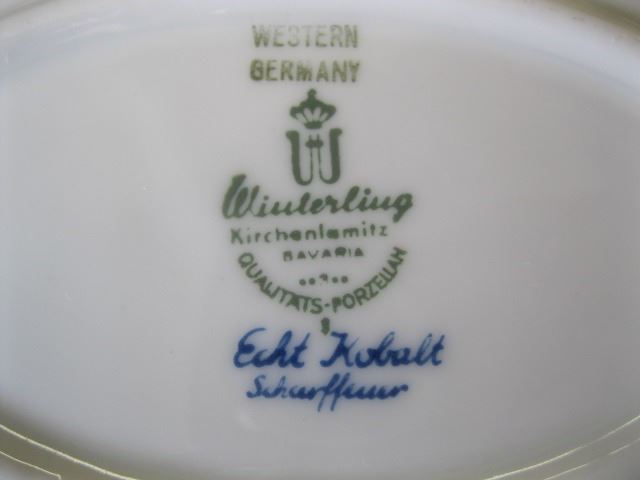 WESTERN
GERMANY
W
Winterling
Kirchenlamitz
BAVARIA
QUALITÄTS-PORZELLAN
Echt Kobalt
Scharffeuer